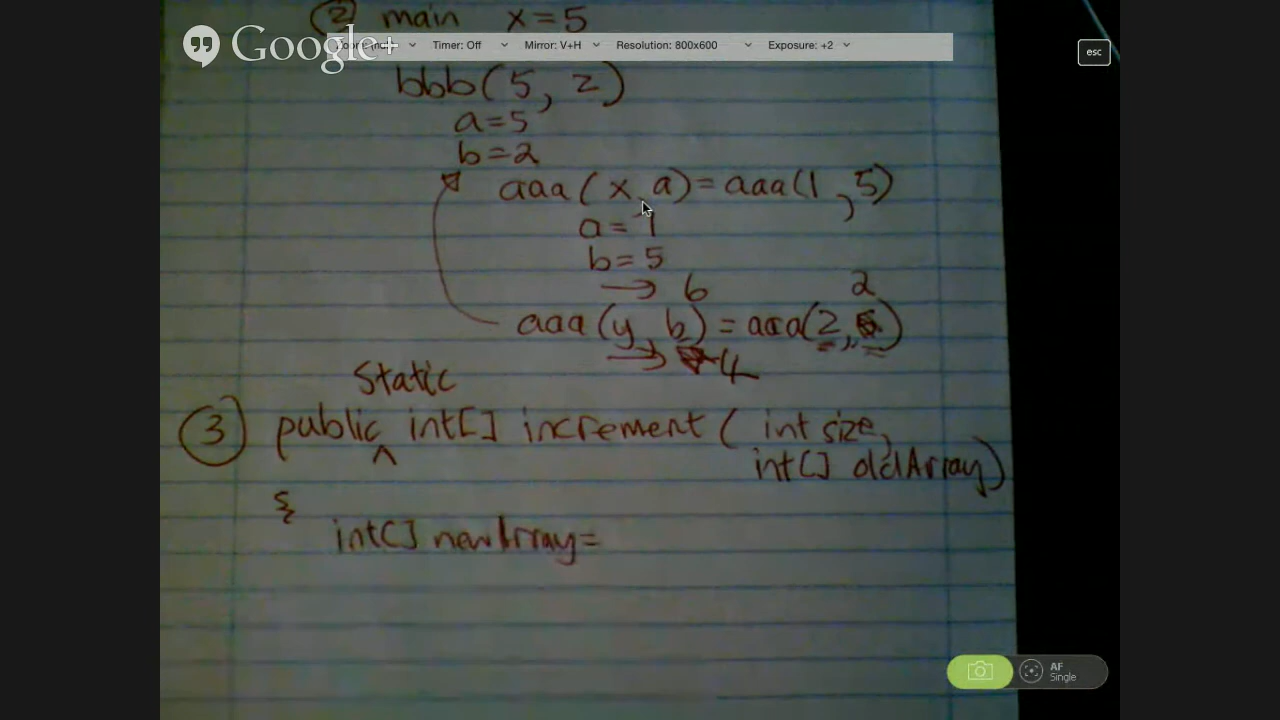 ② main x = 5
Google+
Timer: Off Mirror: V+H Resolution: 800x600 Exposure: +2
esc
bbb(5, 2)
a=5
b=2
aaa(x,a) = aaa(1,5)
a=1
b=5
→ 6
2
aaa(y,b) = aaa(2, )
→ 4
Static
③ public ^ int[] increment ( int size,
int[] oldArray)
{
int[] newArray=
AF
Single